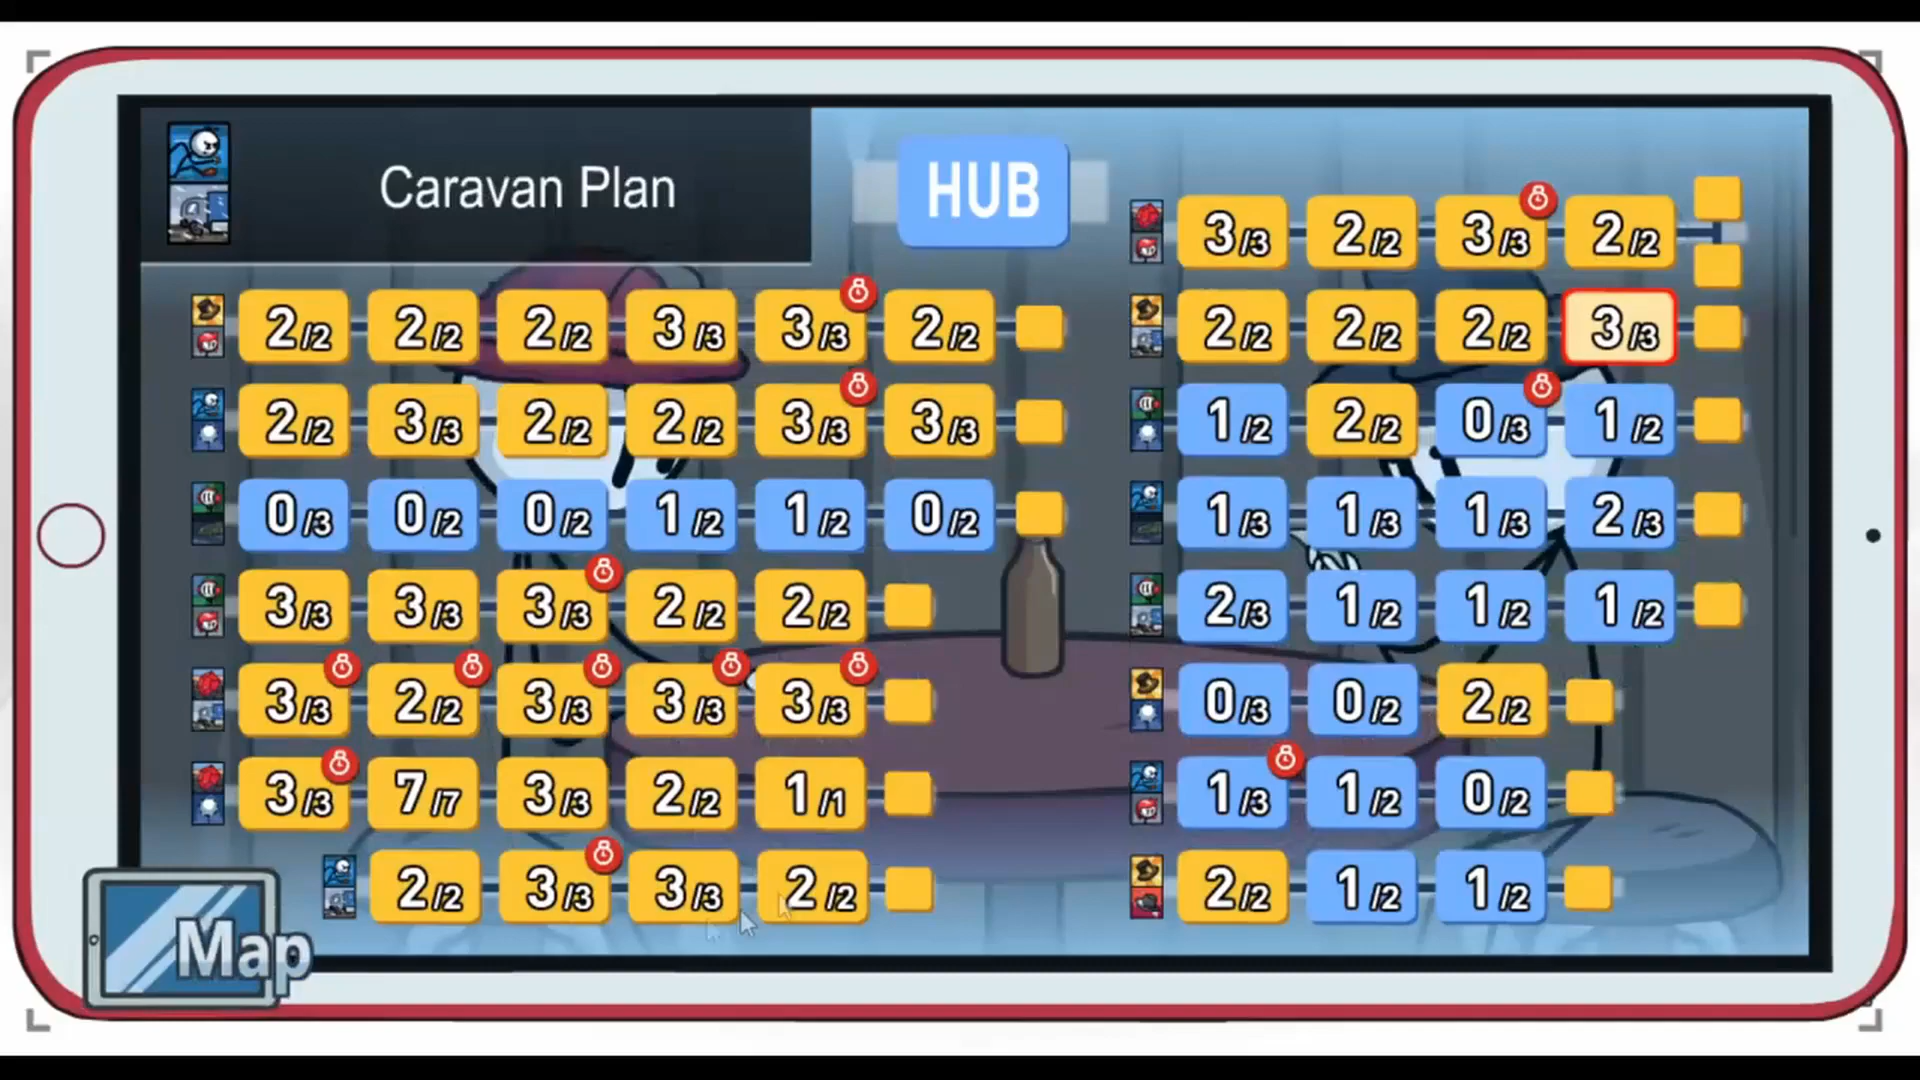 Caravan Plan
HUB
2/2 2/2 2/2 3/3 3/3 2/2
2/2 3/3 2/2 2/2 3/3 3/3
0/3 0/2 0/2 1/2 1/2 0/2
3/3 3/3 3/3 2/2 2/2
3/3 2/2 3/3 3/3 3/3
3/3 7/7 3/3 2/2 1/1
2/2 3/3 3/3 2/2
3/3 2/2 3/3 2/2
2/2 2/2 2/2 3/3
1/2 2/2 0/3 1/2
1/3 1/3 1/3 2/3
2/3 1/2 1/2 1/2
0/3 0/2 2/2
1/3 1/2 0/2
2/2 1/2 1/2
Map